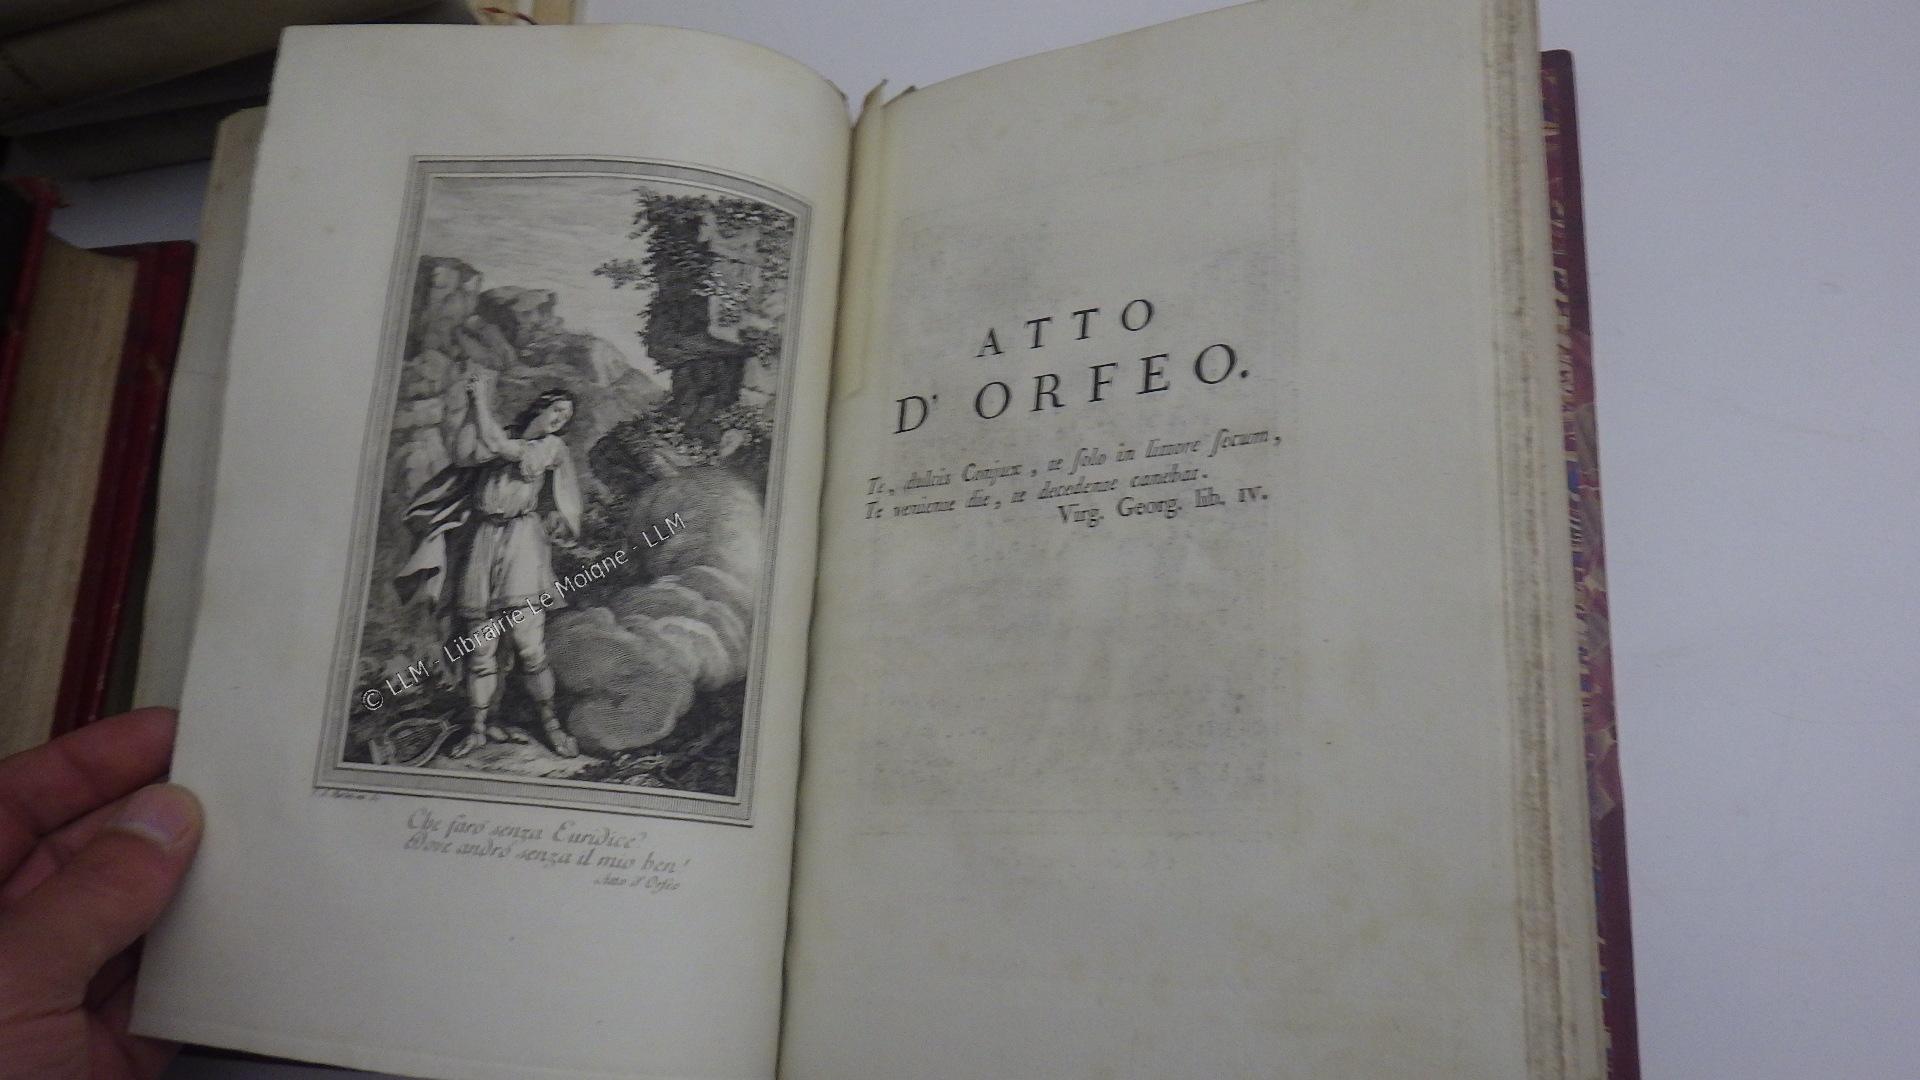 Che farò senza Euridice?
Dove andrò senza il mio ben!
Atto d'Orfeo
© LLM - Librairie Le Moigne - LLM
ATTO
D' ORFEO.
Te, dulcis Conjux, te ſolo in littore ſecum,
Te veniente die, te decedente canebat.
Virg. Georg. lib. IV.